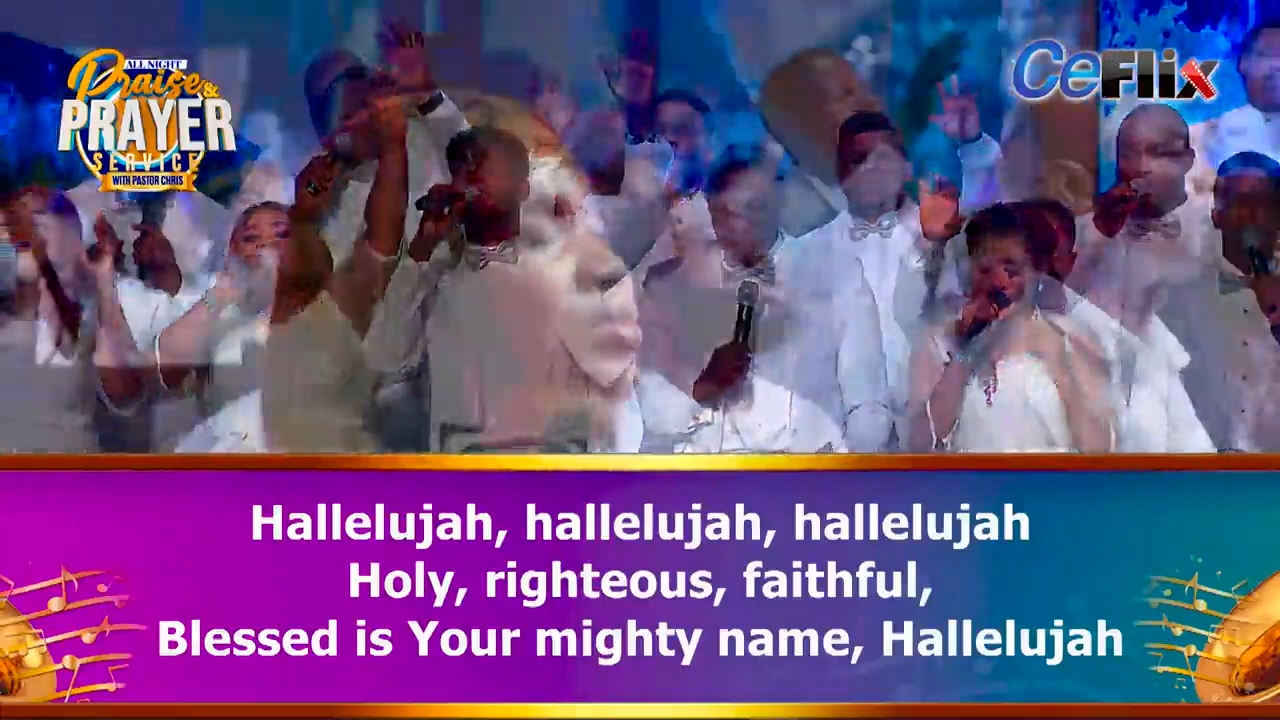 ALL NIGHT
Praise &
PRAYER
SERVICE
WITH PASTOR CHRIS
CeFlix
Hallelujah, hallelujah, hallelujah
Holy, righteous, faithful,
Blessed is Your mighty name, Hallelujah